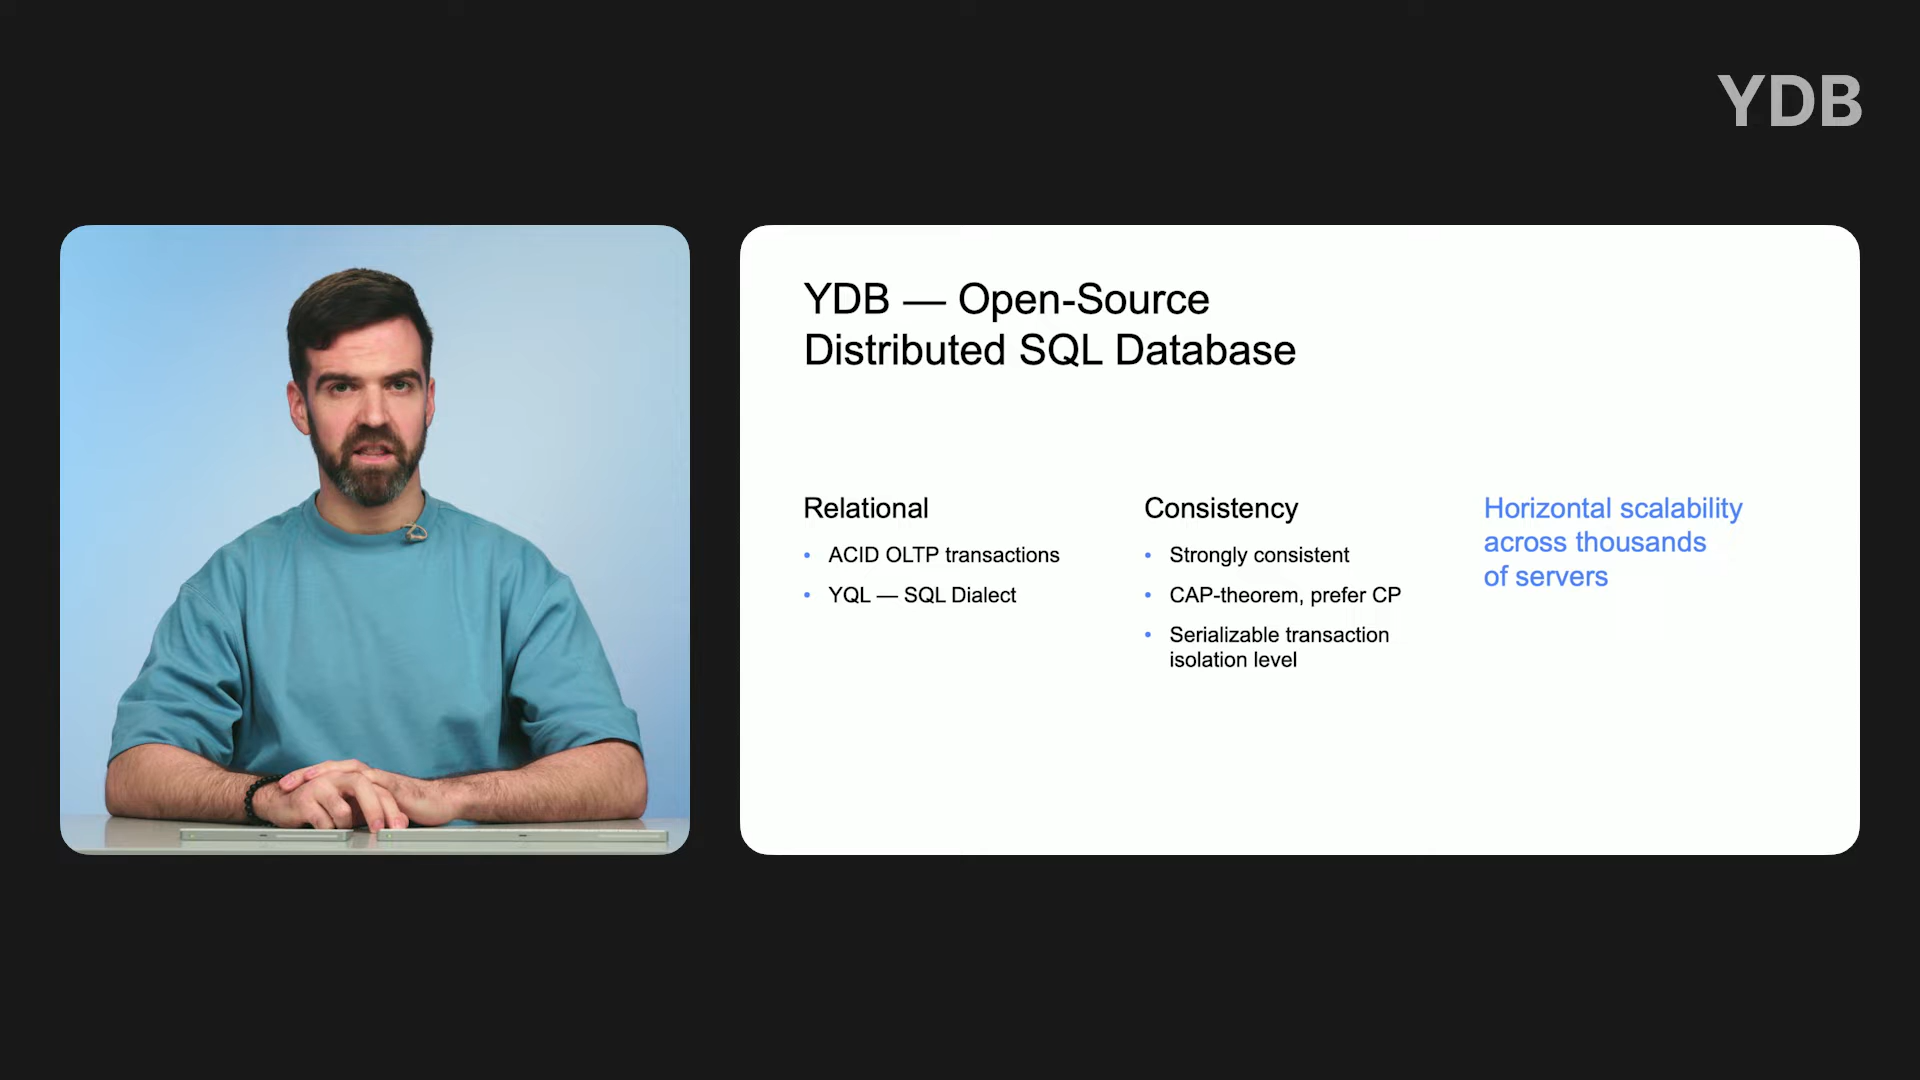 YDB
YDB — Open-Source
Distributed SQL Database
Relational
• ACID OLTP transactions
• YQL — SQL Dialect
Consistency
• Strongly consistent
• CAP-theorem, prefer CP
• Serializable transaction
isolation level
Horizontal scalability
across thousands
of servers